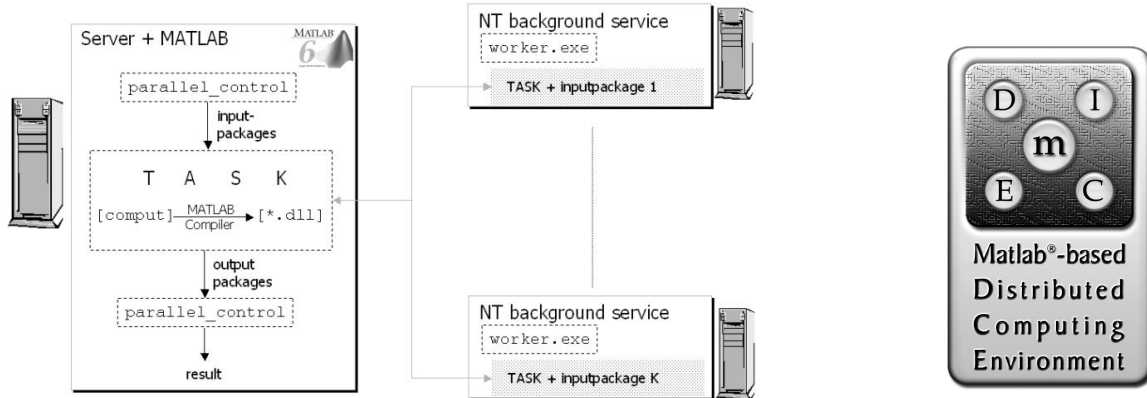 Server + MATLAB
MATLAB
6
parallel_control
input-
packages
T A S K
[comput]
MATLAB
Compiler
[*.dll]
output
packages
parallel_control
result
NT background service
worker.exe
TASK + inputpackage 1
NT background service
worker.exe
TASK + inputpackage K
D I
m
E C
Matlab®-based
Distributed
Computing
Environment